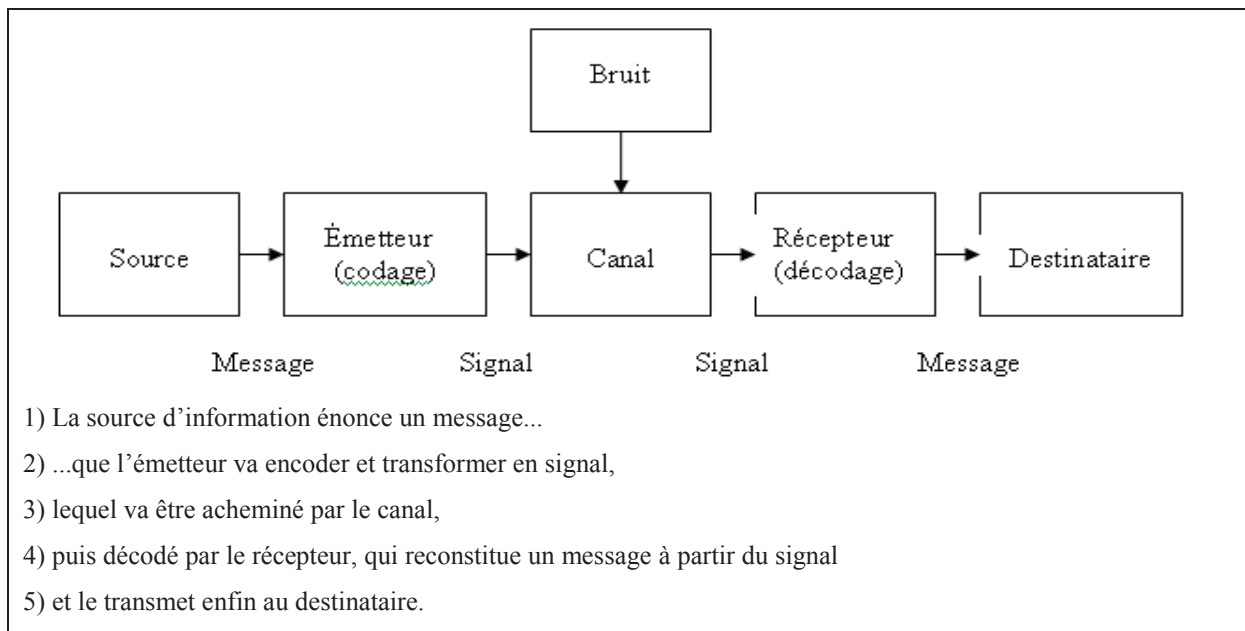 Bruit
Source
Émetteur
(codage)
Canal
Récepteur
(décodage)
Destinataire
Message
Signal
Signal
Message
1) La source d’information énonce un message...
2) ...que l’émetteur va encoder et transformer en signal,
3) lequel va être acheminé par le canal,
4) puis décodé par le récepteur, qui reconstitue un message à partir du signal
5) et le transmet enfin au destinataire.